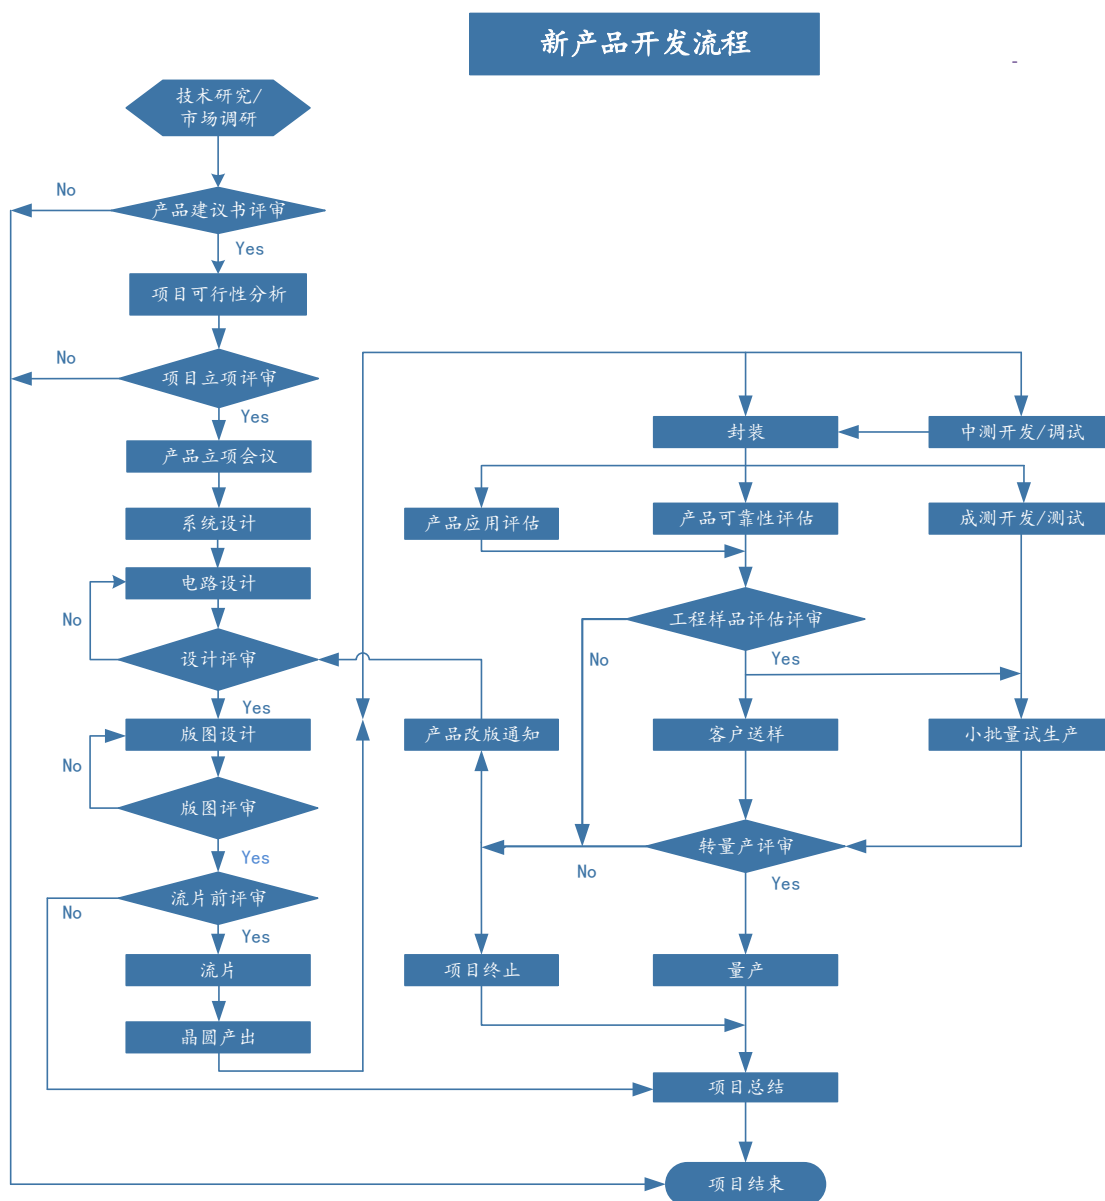 新产品开发流程
-
技术研究/
市场调研
No
产品建议书评审
Yes
项目可行性分析
No
项目立项评审
Yes
产品立项会议
封装
中测开发/调试
系统设计
产品应用评估
产品可靠性评估
成测开发/测试
电路设计
No
工程样品评估评审
设计评审
No
Yes
Yes
版图设计
产品改版通知
客户送样
小批量试生产
No
版图评审
转量产评审
Yes
No
Yes
流片前评审
No
Yes
流片
项目终止
量产
晶圆产出
项目总结
项目结束